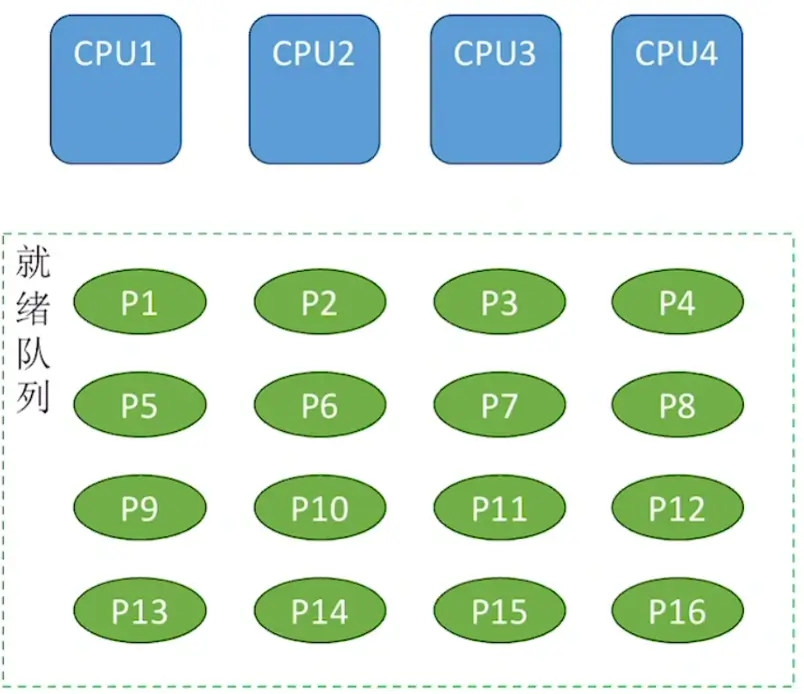 CPU1 CPU2 CPU3 CPU4
就绪队列
P1 P2 P3 P4
P5 P6 P7 P8
P9 P10 P11 P12
P13 P14 P15 P16